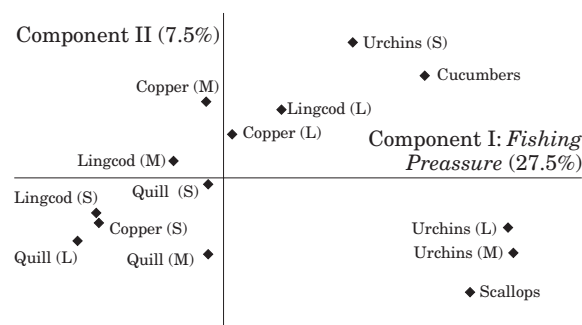 Component II (7.5%)
Urchins (S)
Cucumbers
Copper (M)
Lingcod (L)
Copper (L)
Component I: Fishing
Preassure (27.5%)
Lingcod (M)
Quill (S)
Lingcod (S)
Copper (S)
Urchins (L)
Quill (L)
Quill (M)
Urchins (M)
Scallops